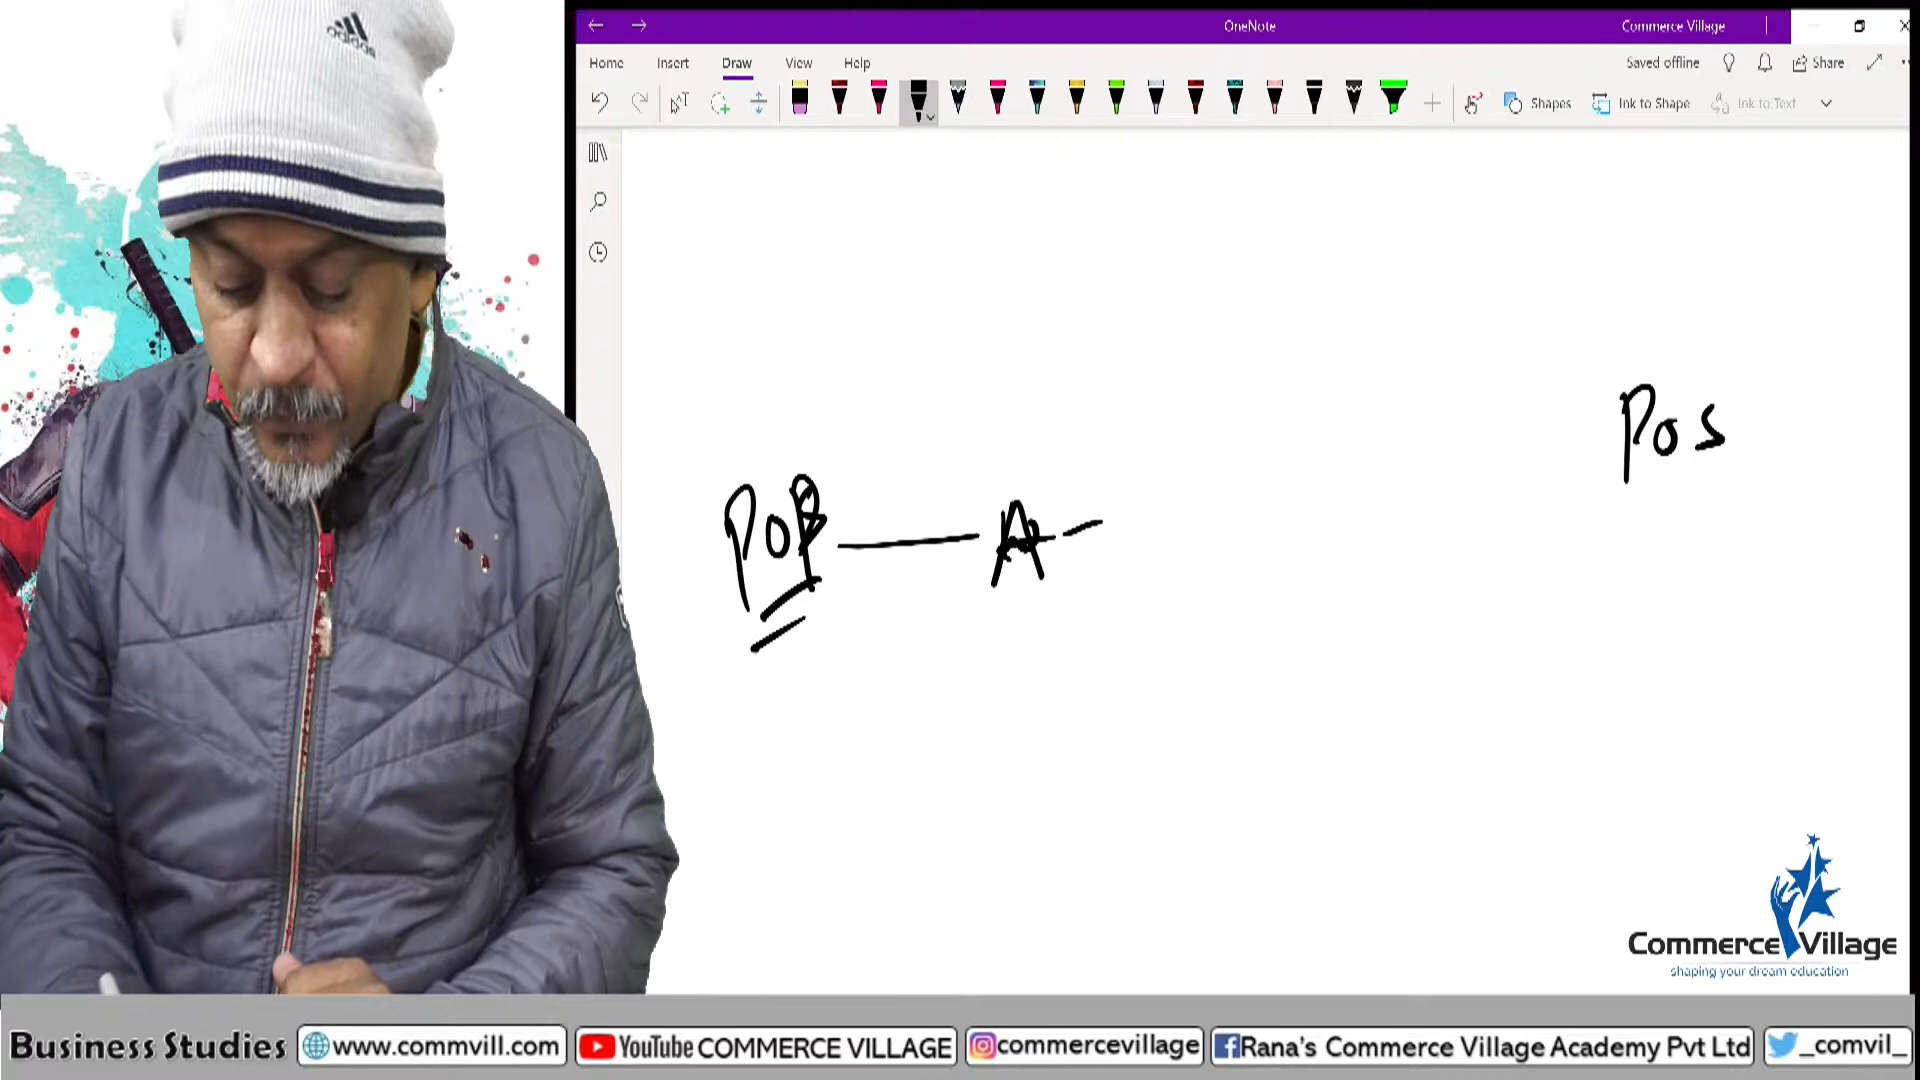 adidas
OneNote
Commerce Village
Home Insert Draw View Help
Saved offline
Share
Shapes
Ink to Shape
Ink to Text
Pos
A
Commerce Village
shaping your dream education
Business Studies
www.commvill.com
YouTube COMMERCE VILLAGE
commercevillage
Rana's Commerce Village Academy Pvt Ltd
_comvil_